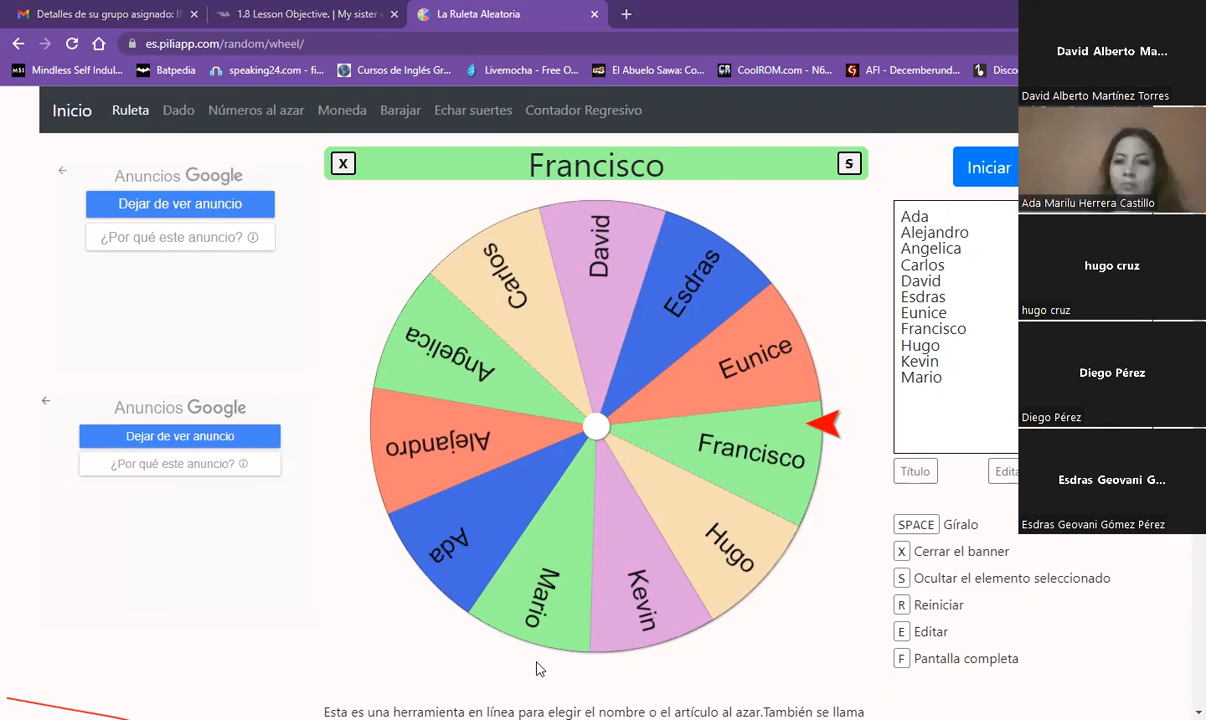 Detalles de su grupo asignado: I
1.8 Lesson Objective. | My sister
La Ruleta Aleatoria
es.piliapp.com/random/wheel/
Mindless Self Indul...
Batpedia
speaking24.com - fi...
Cursos de Inglés Gr...
Livemocha - Free O...
El Abuelo Sawa: Co...
CoolROM.com - N6...
AFI - Decemberund...
Disco
Inicio
Ruleta
Dado
Números al azar
Moneda
Barajar
Echar suertes
Contador Regresivo
Anuncios Google
Dejar de ver anuncio
¿Por qué este anuncio?
Anuncios Google
Dejar de ver anuncio
¿Por qué este anuncio?
X
Francisco
S
David
Esdras
Eunice
Francisco
Hugo
Kevin
Mario
Ada
Alejandro
Angelica
Carlos
Iniciar
Ada
Alejandro
Angelica
Carlos
David
Esdras
Eunice
Francisco
Hugo
Kevin
Mario
Título
Edita
SPACE Gíralo
X Cerrar el banner
S Ocultar el elemento seleccionado
R Reiniciar
E Editar
F Pantalla completa
Esta es una herramienta en línea para elegir el nombre o el artículo al azar.También se llama
David Alberto Ma...
David Alberto Martínez Torres
Ada Marilu Herrera Castillo
hugo cruz
hugo cruz
Diego Pérez
Diego Pérez
Esdras Geovani G...
Esdras Geovani Gómez Pérez